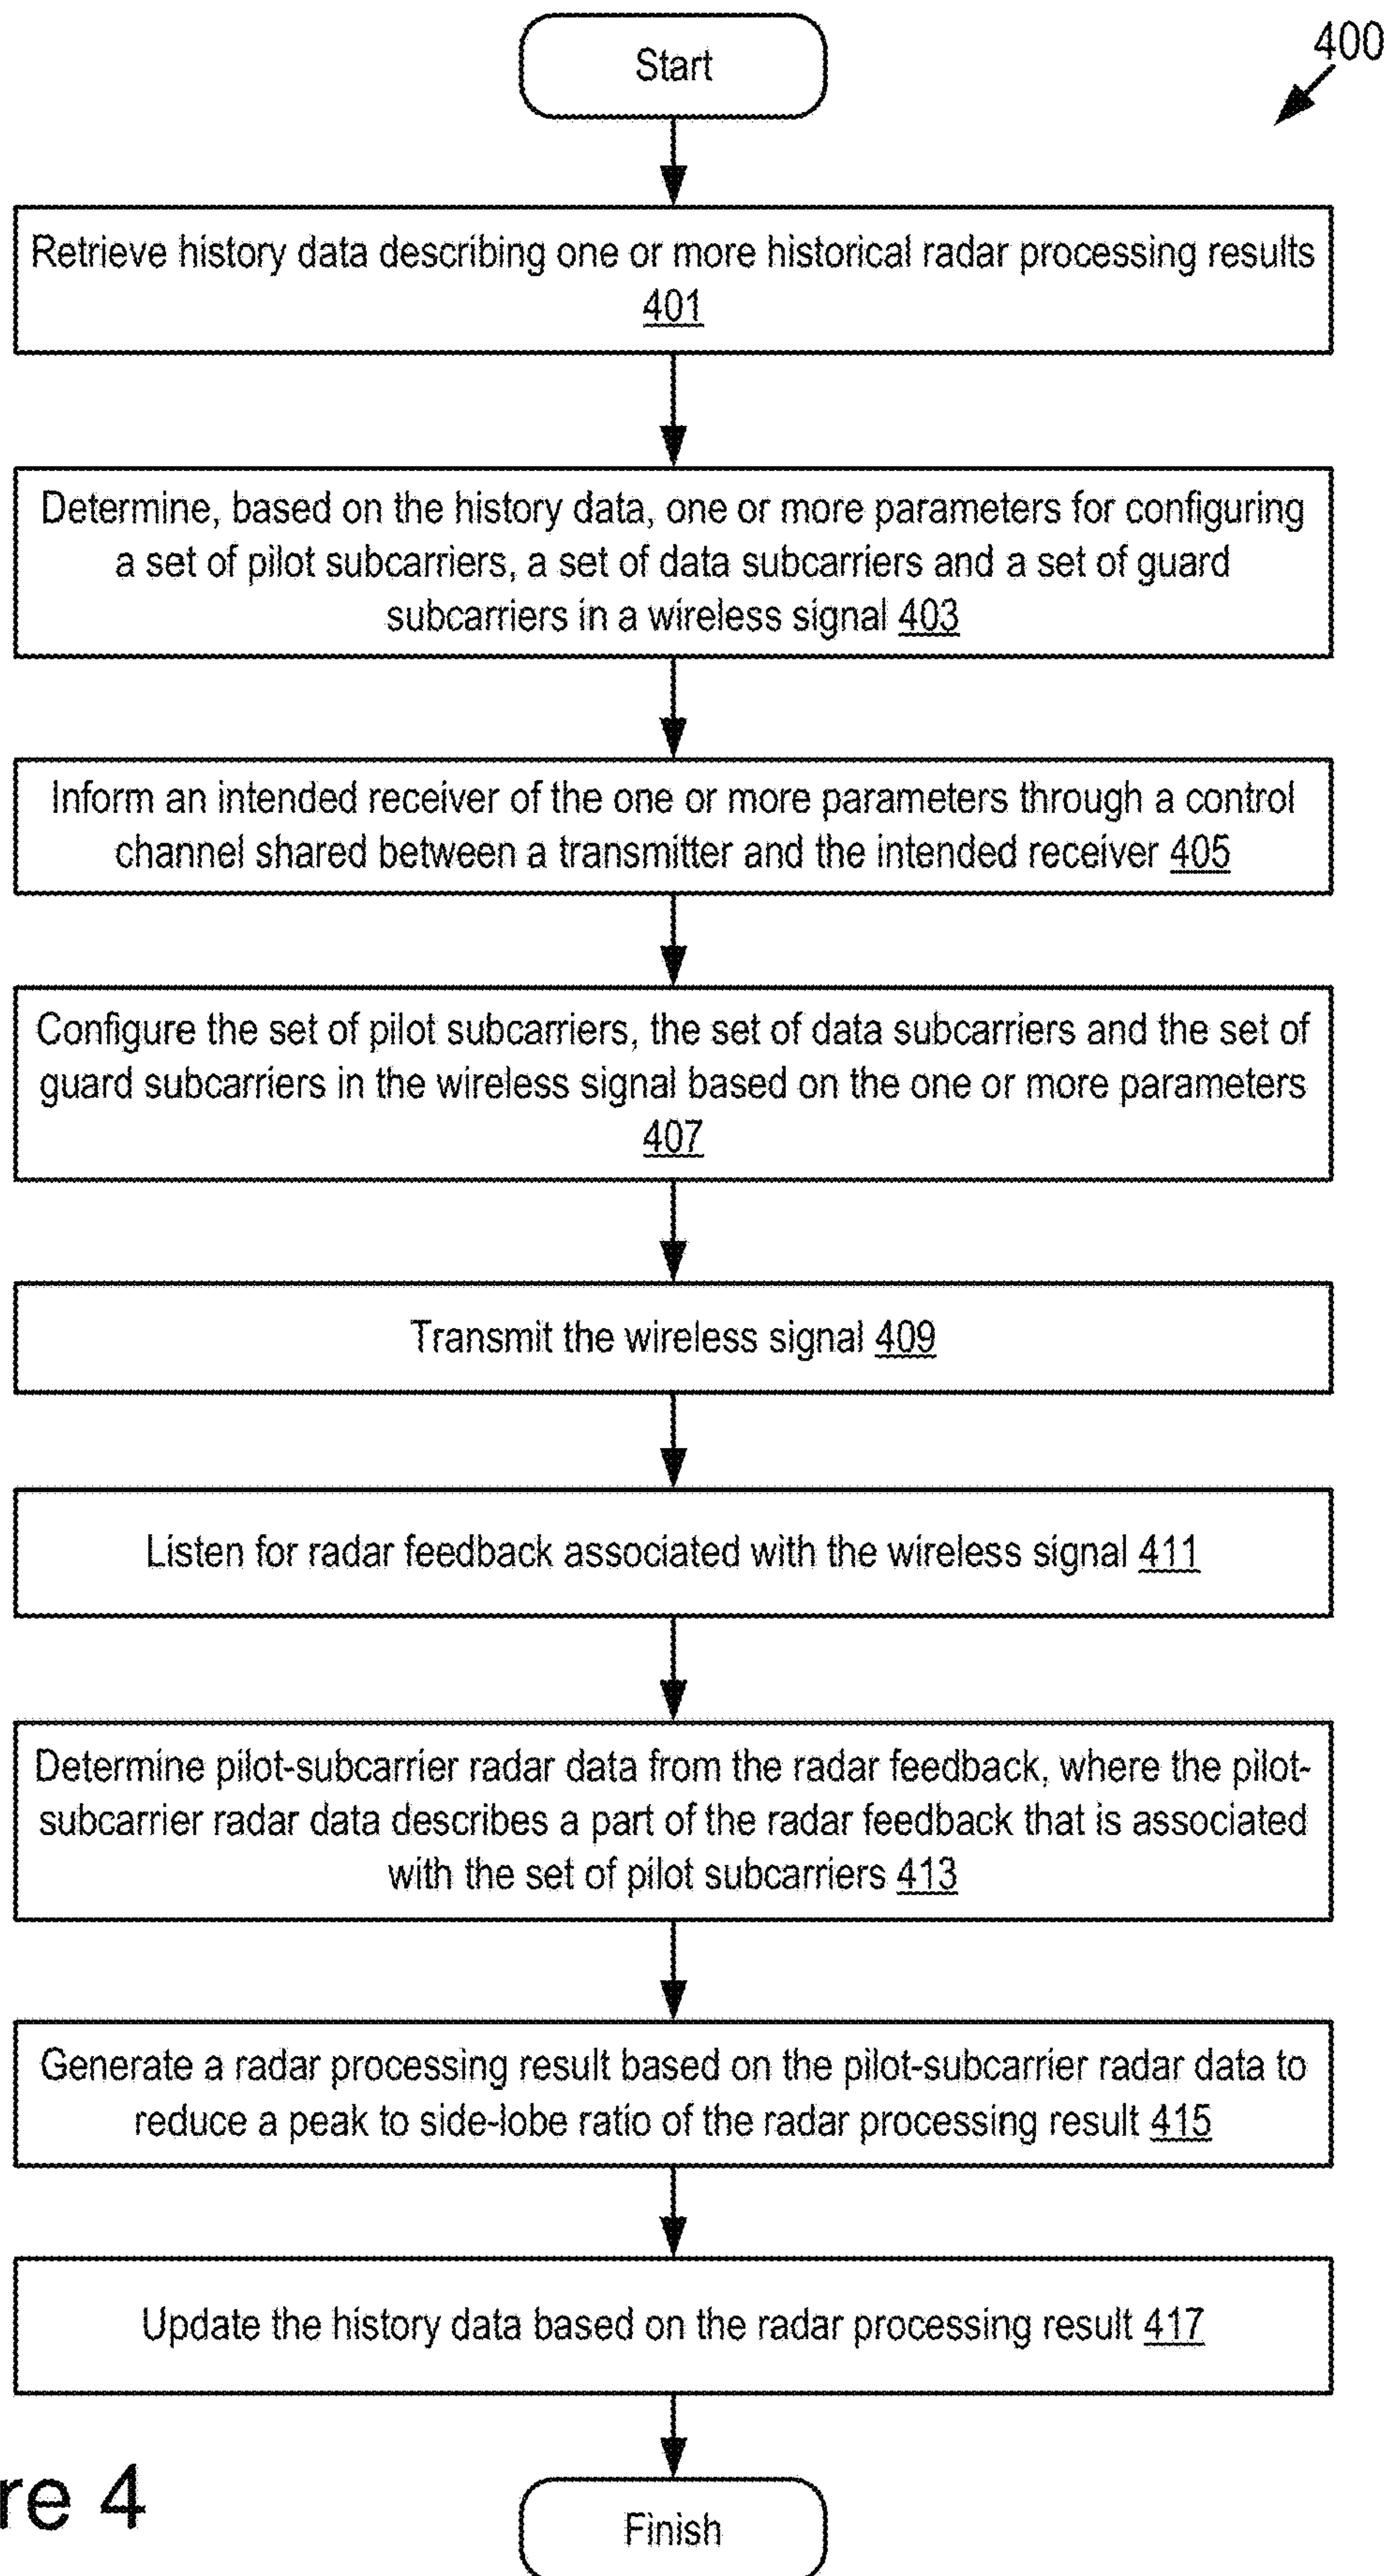 Start
400
Retrieve history data describing one or more historical radar processing results
401
Determine, based on the history data, one or more parameters for configuring
a set of pilot subcarriers, a set of data subcarriers and a set of guard
subcarriers in a wireless signal 403
Inform an intended receiver of the one or more parameters through a control
channel shared between a transmitter and the intended receiver 405
Configure the set of pilot subcarriers, the set of data subcarriers and the set of
guard subcarriers in the wireless signal based on the one or more parameters
407
Transmit the wireless signal 409
Listen for radar feedback associated with the wireless signal 411
Determine pilot-subcarrier radar data from the radar feedback, where the pilot-
subcarrier radar data describes a part of the radar feedback that is associated
with the set of pilot subcarriers 413
Generate a radar processing result based on the pilot-subcarrier radar data to
reduce a peak to side-lobe ratio of the radar processing result 415
Update the history data based on the radar processing result 417
re 4
Finish